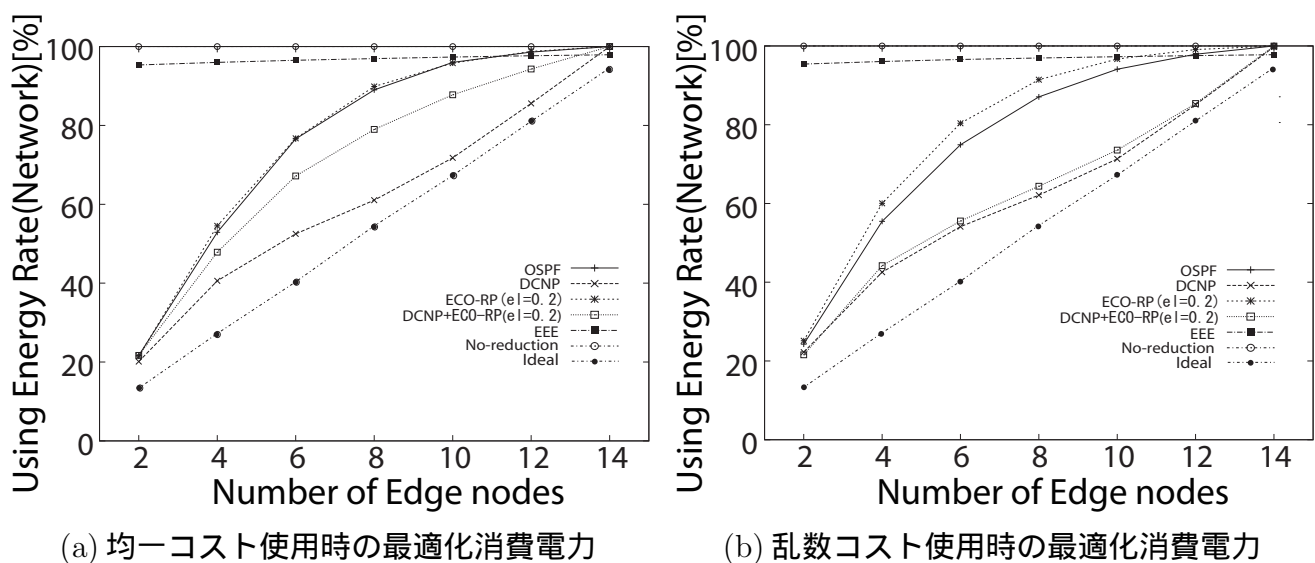 Using Energy Rate(Network)[%]
100
80
60
40
20
0
2 4 6 8 10 12 14
Number of Edge nodes
OSPF
DCNP
ECO-RP(el=0.2)
DCNP+ECO-RP(el=0.2)
EEE
No-reduction
Ideal
(a) 均一コスト使用時の最適化消費電力
Using Energy Rate(Network)[%]
100
80
60
40
20
0
2 4 6 8 10 12 14
Number of Edge nodes
OSPF
DCNP
ECO-RP(el=0.2)
DCNP+ECO-RP(el=0.2)
EEE
No-reduction
Ideal
(b) 乱数コスト使用時の最適化消費電力